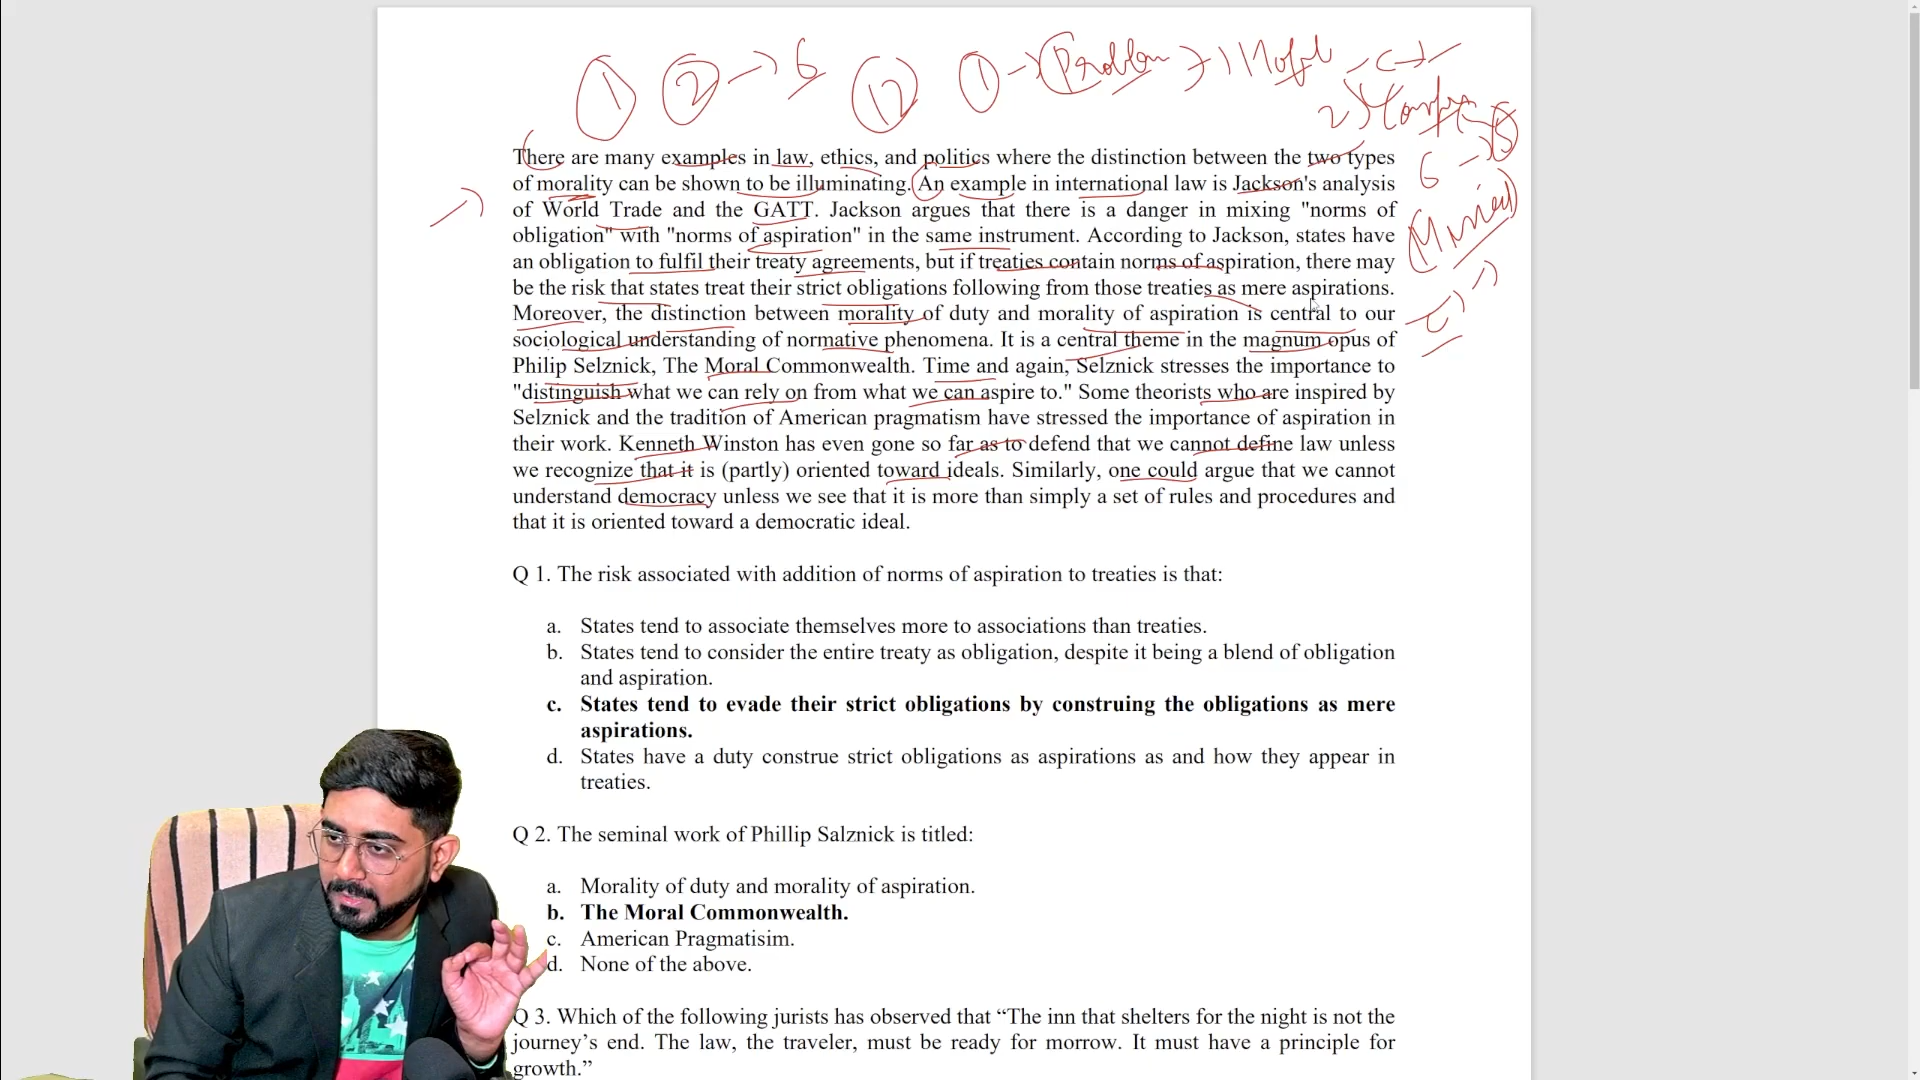 1 2 → 6 12 1 → Problem
2)
6
There are many examples in law, ethics, and politics where the distinction between the two types
of morality can be shown to be illuminating. An example in international law is Jackson's analysis
of World Trade and the GATT. Jackson argues that there is a danger in mixing "norms of
obligation" with "norms of aspiration" in the same instrument. According to Jackson, states have
an obligation to fulfil their treaty agreements, but if treaties contain norms of aspiration, there may
be the risk that states treat their strict obligations following from those treaties as mere aspirations.
Moreover, the distinction between morality of duty and morality of aspiration is central to our
sociological understanding of normative phenomena. It is a central theme in the magnum opus of
Philip Selznick, The Moral Commonwealth. Time and again, Selznick stresses the importance to
"distinguish what we can rely on from what we can aspire to." Some theorists who are inspired by
Selznick and the tradition of American pragmatism have stressed the importance of aspiration in
their work. Kenneth Winston has even gone so far as to defend that we cannot define law unless
we recognize that it is (partly) oriented toward ideals. Similarly, one could argue that we cannot
understand democracy unless we see that it is more than simply a set of rules and procedures and
that it is oriented toward a democratic ideal.
Q 1. The risk associated with addition of norms of aspiration to treaties is that:
a. States tend to associate themselves more to associations than treaties.
b. States tend to consider the entire treaty as obligation, despite it being a blend of obligation
and aspiration.
c. States tend to evade their strict obligations by construing the obligations as mere
aspirations.
d. States have a duty construe strict obligations as aspirations as and how they appear in
treaties.
Q 2. The seminal work of Phillip Salznick is titled:
a. Morality of duty and morality of aspiration.
b. The Moral Commonwealth.
c. American Pragmatisim.
d. None of the above.
Q 3. Which of the following jurists has observed that “The inn that shelters for the night is not the
journey’s end. The law, the traveler, must be ready for morrow. It must have a principle for
growth.”